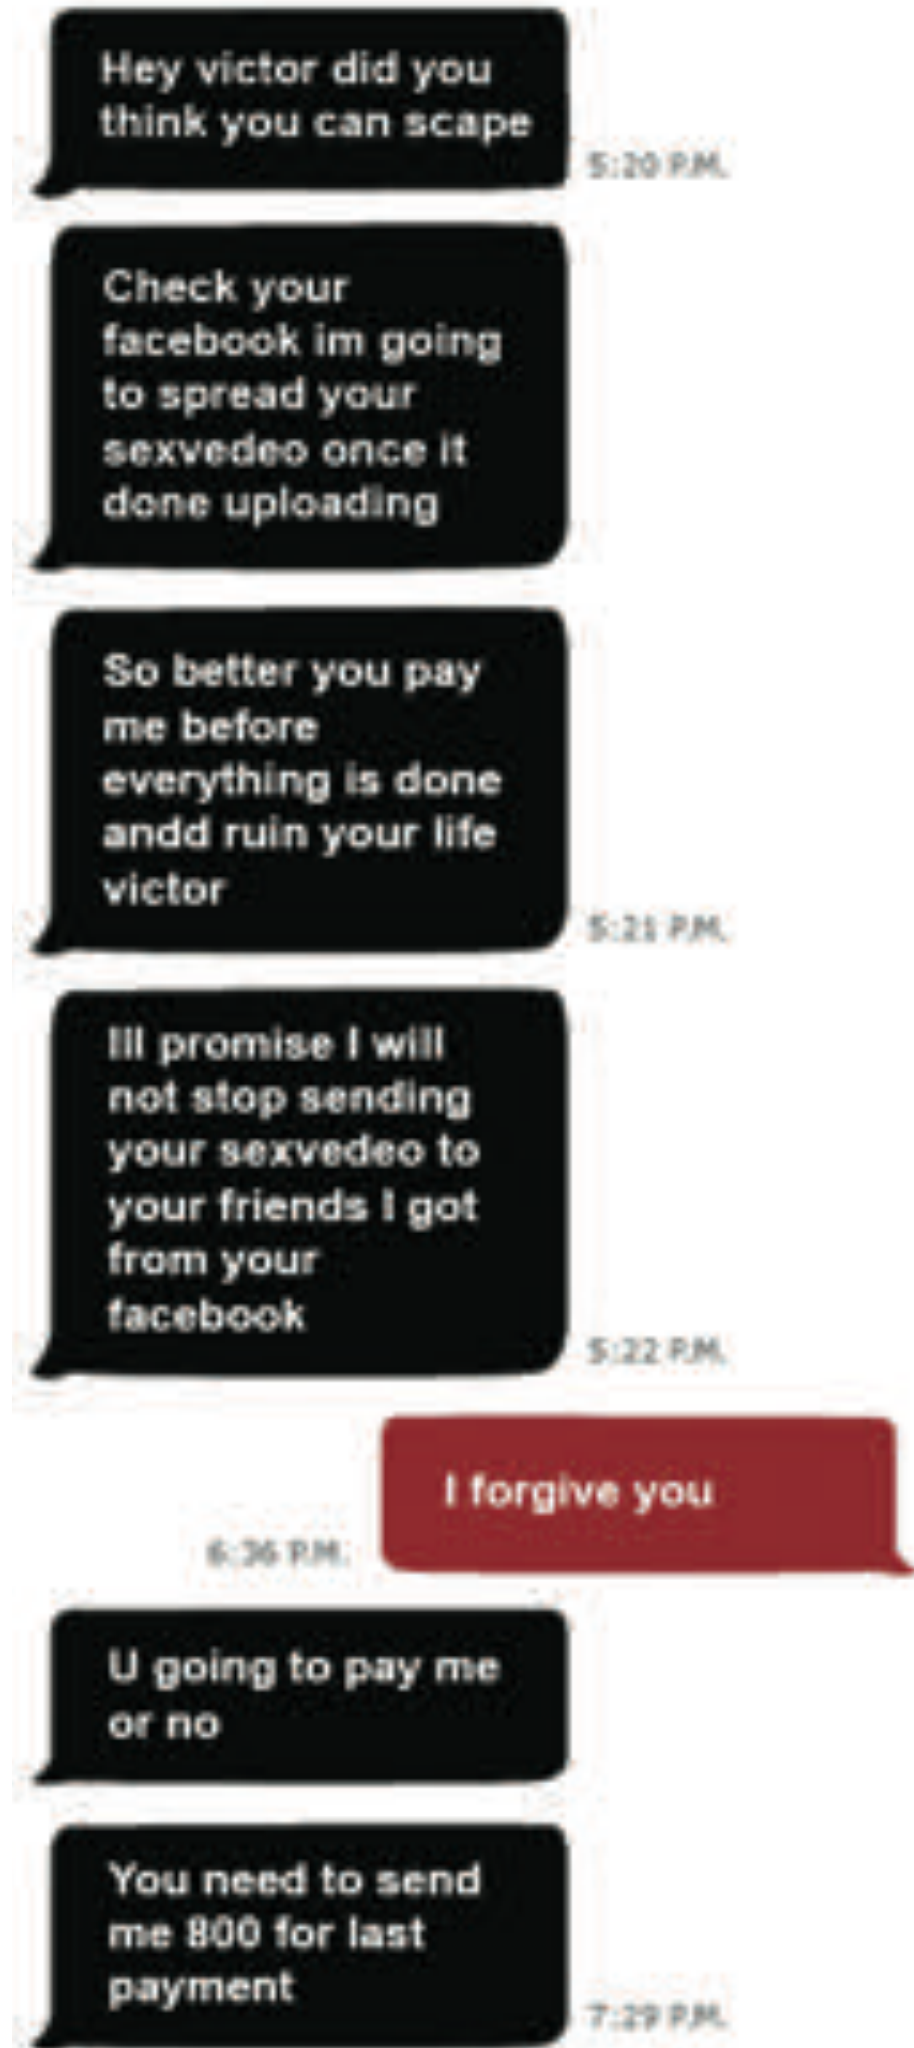 Hey victor did you
think you can scape
5:20 P.M.
Check your
facebook im going
to spread your
sexvedeo once it
done uploading
So better you pay
me before
everything is done
andd ruin your life
victor
5:21 P.M.
Ill promise I will
not stop sending
your sexvedeo to
your friends I got
from your
facebook
5:22 P.M.
I forgive you
6:36 P.M.
U going to pay me
or no
You need to send
me 800 for last
payment
7:29 P.M.